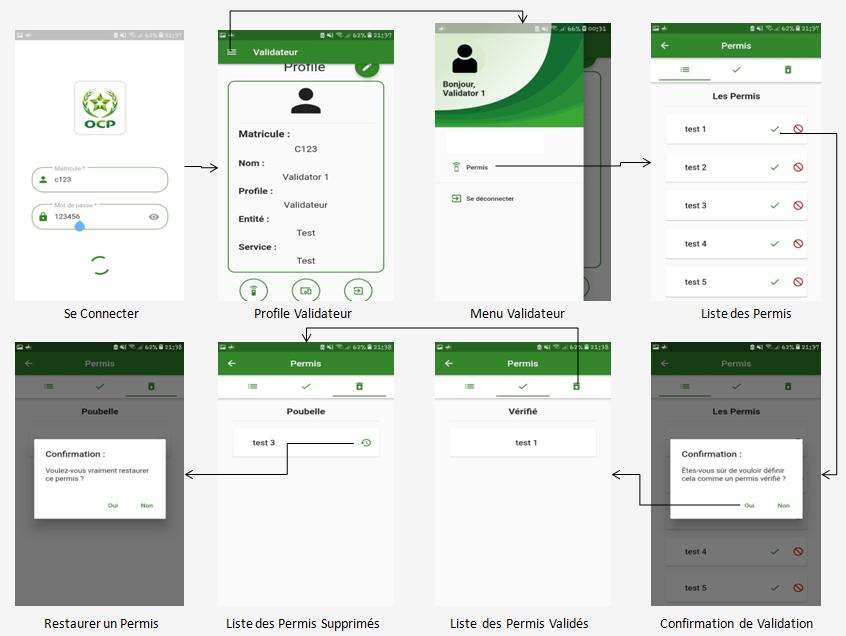 62% 21:37
OCP
Matricule *
c123
Mot de passe *
123456
Se Connecter
62% 21:37
Validateur
Profile
Matricule :
C123
Nom :
Validator 1
Profile :
Validateur
Entité :
Test
Service :
Test
Profile Validateur
66% 00:31
Bonjour,
Validator 1
Permis
Se déconnecter
Menu Validateur
62% 21:37
Permis
Les Permis
test 1
test 2
test 3
test 4
test 5
Liste des Permis
62% 21:38
Permis
Poubelle
Confirmation :
Voulez-vous vraiment restaurer
ce permis ?
Oui Non
Restaurer un Permis
62% 21:38
Permis
Poubelle
test 3
Liste des Permis Supprimés
62% 21:38
Permis
Vérifié
test 1
Liste des Permis Validés
62% 21:37
Permis
Les Permis
Confirmation :
Êtes-vous sûr de vouloir définir
cela comme un permis vérifié ?
Oui Non
test 4
test 5
Confirmation de Validation